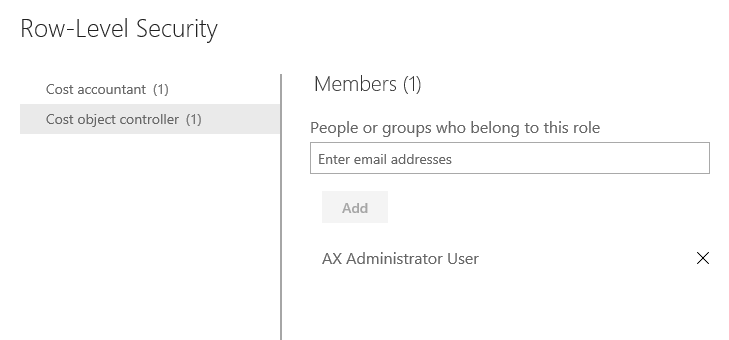 Row-Level Security
Cost accountant (1)
Cost object controller (1)
Members (1)
People or groups who belong to this role
Enter email addresses
Add
AX Administrator User